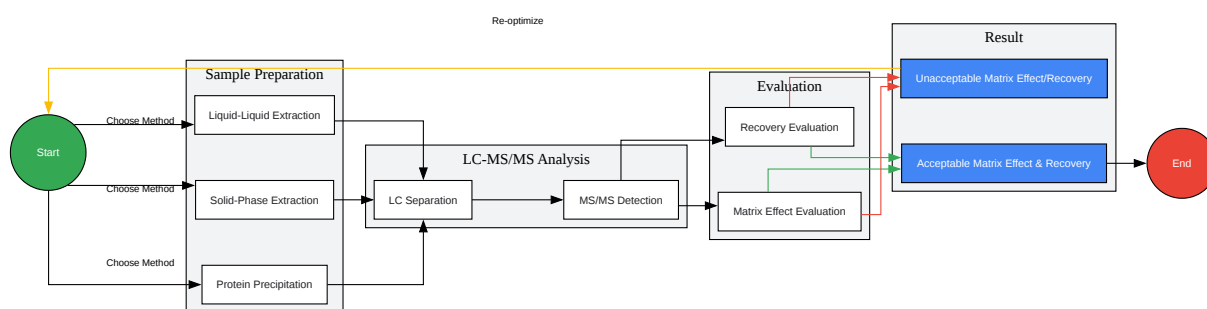 Re-optimize
Result
Sample Preparation
Unacceptable Matrix Effect/Recovery
Evaluation
Liquid-Liquid Extraction
Choose Method
Recovery Evaluation
Start
LC-MS/MS Analysis
Acceptable Matrix Effect & Recovery
End
Choose Method
Solid-Phase Extraction
LC Separation
MS/MS Detection
Matrix Effect Evaluation
Choose Method
Protein Precipitation